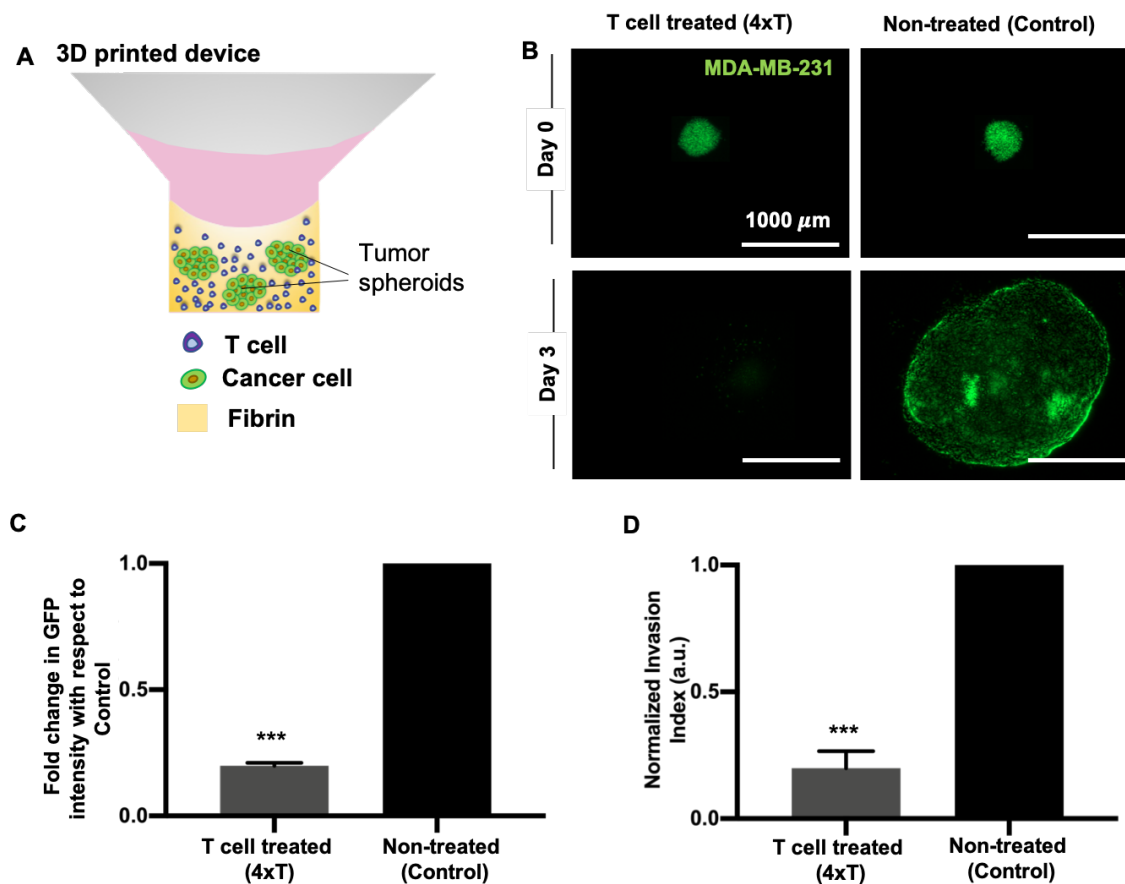 A 3D printed device
Tumor
spheroids
T cell
Cancer cell
Fibrin
B
T cell treated (4xT)
Non-treated (Control)
Day 0
MDA-MB-231
1000 μm
Day 3
C
Fold change in GFP
intensity with respect to
Control
1.0
0.5
0.0
***
T cell treated
(4xT)
Non-treated
(Control)
D
Normalized Invasion
Index (a.u.)
1.0
0.5
0.0
***
T cell treated
(4xT)
Non-treated
(Control)